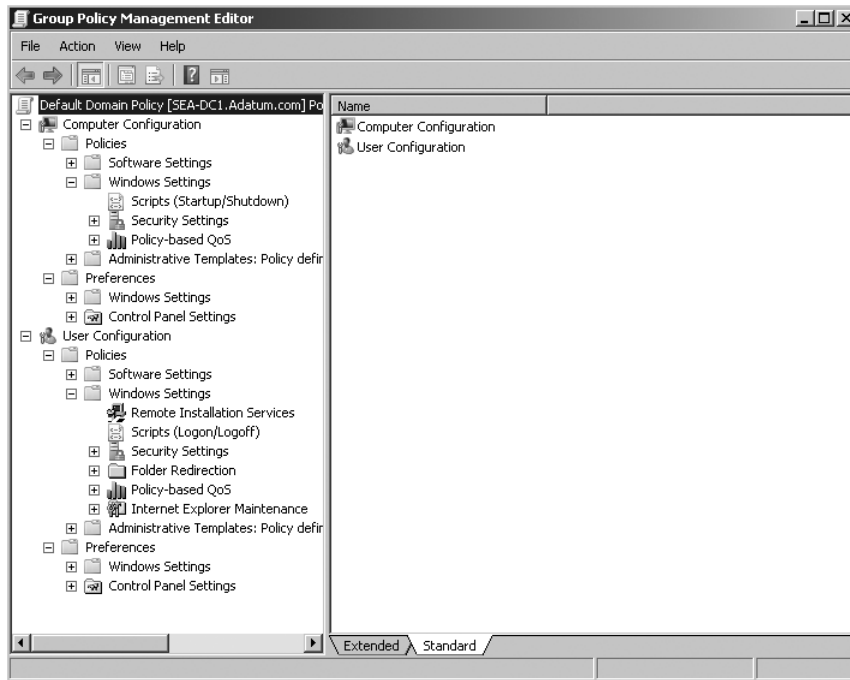 Group Policy Management Editor
File Action View Help
Default Domain Policy [SEA-DC1.Adatum.com] Po
Computer Configuration
Policies
Software Settings
Windows Settings
Scripts (Startup/Shutdown)
Security Settings
Policy-based QoS
Administrative Templates: Policy defir
Preferences
Windows Settings
Control Panel Settings
User Configuration
Policies
Software Settings
Windows Settings
Remote Installation Services
Scripts (Logon/Logoff)
Security Settings
Folder Redirection
Policy-based QoS
Internet Explorer Maintenance
Administrative Templates: Policy defir
Preferences
Windows Settings
Control Panel Settings
Name
Computer Configuration
User Configuration
Extended Standard